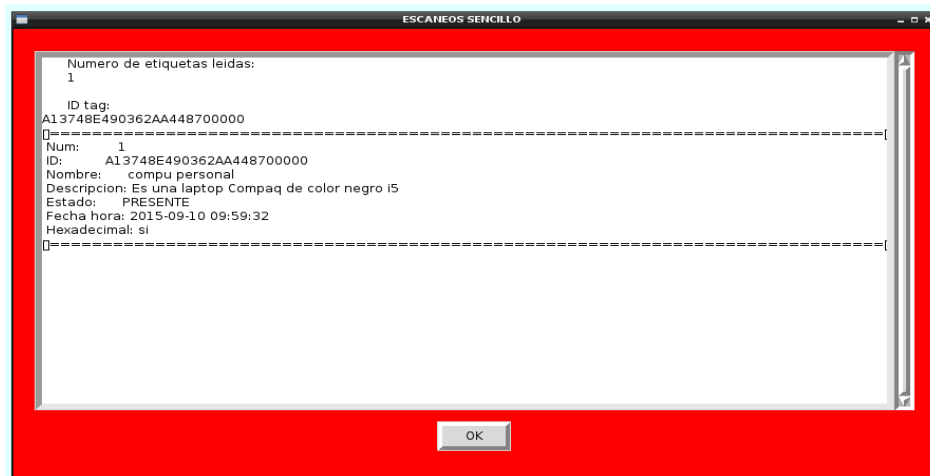 ESCANEOS SENCILLO
Numero de etiquetas leidas:
1
ID tag:
A13748E490362AA448700000
[]================================================================================[
Num: 1
ID: A13748E490362AA448700000
Nombre: compu personal
Descripcion: Es una laptop Compaq de color negro i5
Estado: PRESENTE
Fecha hora: 2015-09-10 09:59:32
Hexadecimal: si
[]================================================================================[
OK